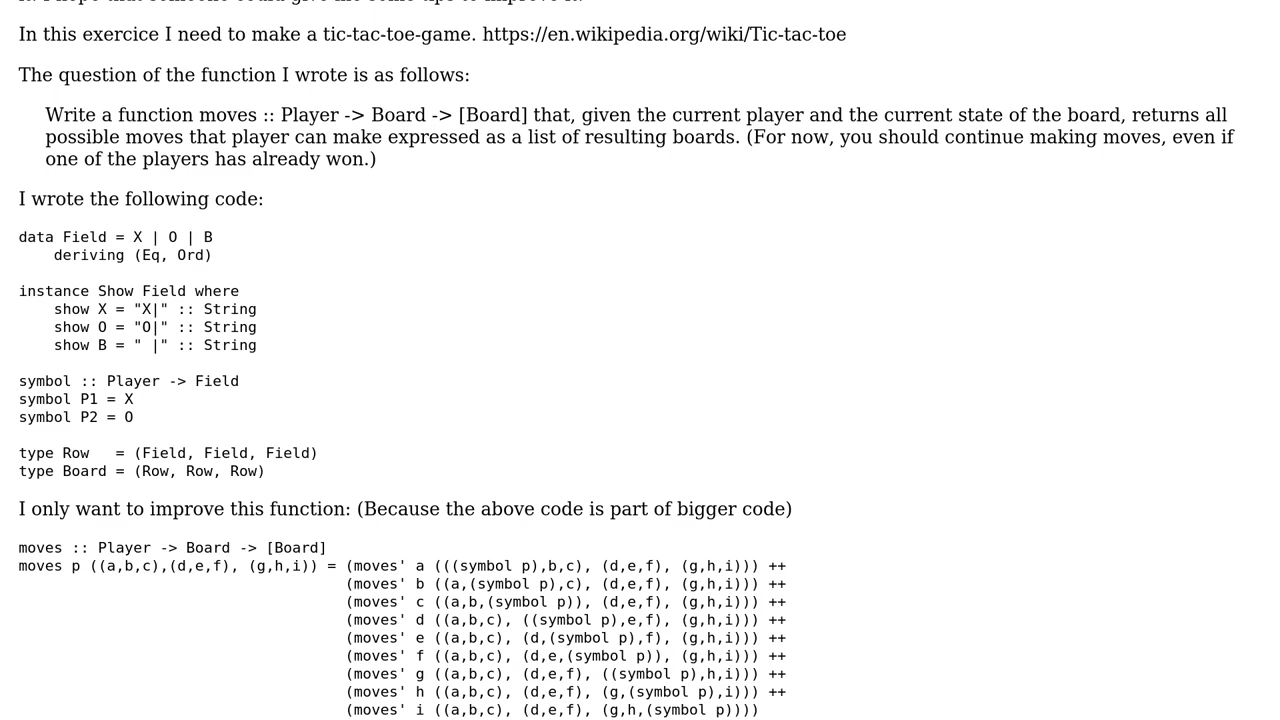 In this exercice I need to make a tic-tac-toe-game. https://en.wikipedia.org/wiki/Tic-tac-toe
The question of the function I wrote is as follows:
Write a function moves :: Player -> Board -> [Board] that, given the current player and the current state of the board, returns all
possible moves that player can make expressed as a list of resulting boards. (For now, you should continue making moves, even if
one of the players has already won.)
I wrote the following code:
data Field = X | O | B
    deriving (Eq, Ord)
instance Show Field where
    show X = "X|" :: String
    show O = "O|" :: String
    show B = " |" :: String
symbol :: Player -> Field
symbol P1 = X
symbol P2 = O
type Row   = (Field, Field, Field)
type Board = (Row, Row, Row)
I only want to improve this function: (Because the above code is part of bigger code)
moves :: Player -> Board -> [Board]
moves p ((a,b,c),(d,e,f), (g,h,i)) = (moves' a (((symbol p),b,c), (d,e,f), (g,h,i))) ++
                                     (moves' b ((a,(symbol p),c), (d,e,f), (g,h,i))) ++
                                     (moves' c ((a,b,(symbol p)), (d,e,f), (g,h,i))) ++
                                     (moves' d ((a,b,c), ((symbol p),e,f), (g,h,i))) ++
                                     (moves' e ((a,b,c), (d,(symbol p),f), (g,h,i))) ++
                                     (moves' f ((a,b,c), (d,e,(symbol p)), (g,h,i))) ++
                                     (moves' g ((a,b,c), (d,e,f), ((symbol p),h,i))) ++
                                     (moves' h ((a,b,c), (d,e,f), (g,(symbol p),i))) ++
                                     (moves' i ((a,b,c), (d,e,f), (g,h,(symbol p))))